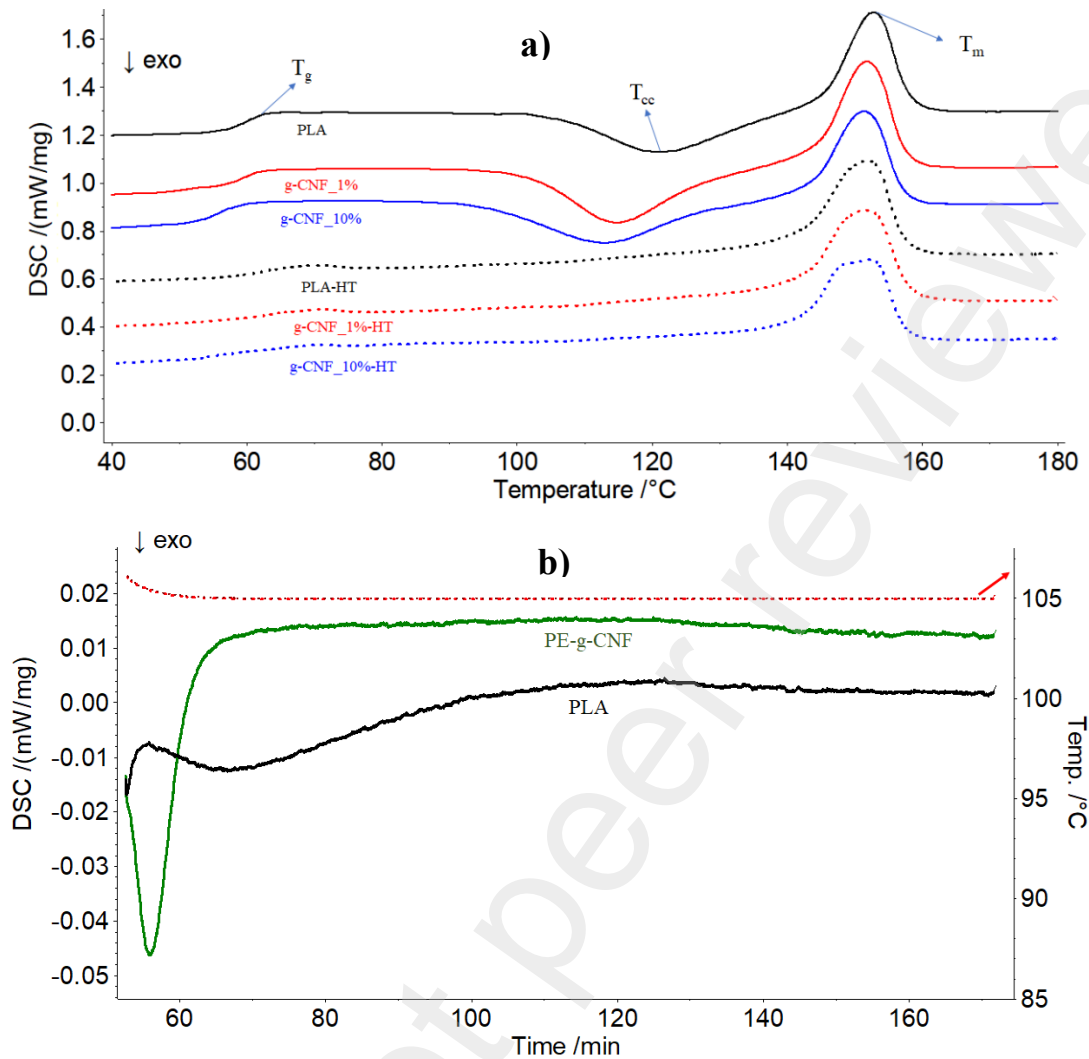 a)
↓ exo
T_g
T_cc
T_m
PLA
g-CNF_1%
g-CNF_10%
PLA-HT
g-CNF_1%-HT
g-CNF_10%-HT
DSC /(mW/mg)
1.6
1.4
1.2
1.0
0.8
0.6
0.4
0.2
0.0
40 60 80 100 120 140 160 180
Temperature /°C
b)
↓ exo
PE-g-CNF
PLA
DSC /(mW/mg)
0.02
0.01
0.00
-0.01
-0.02
-0.03
-0.04
-0.05
105
100
95
90
85
Temp. /°C
60 80 100 120 140 160
Time /min
ot peer reviewe